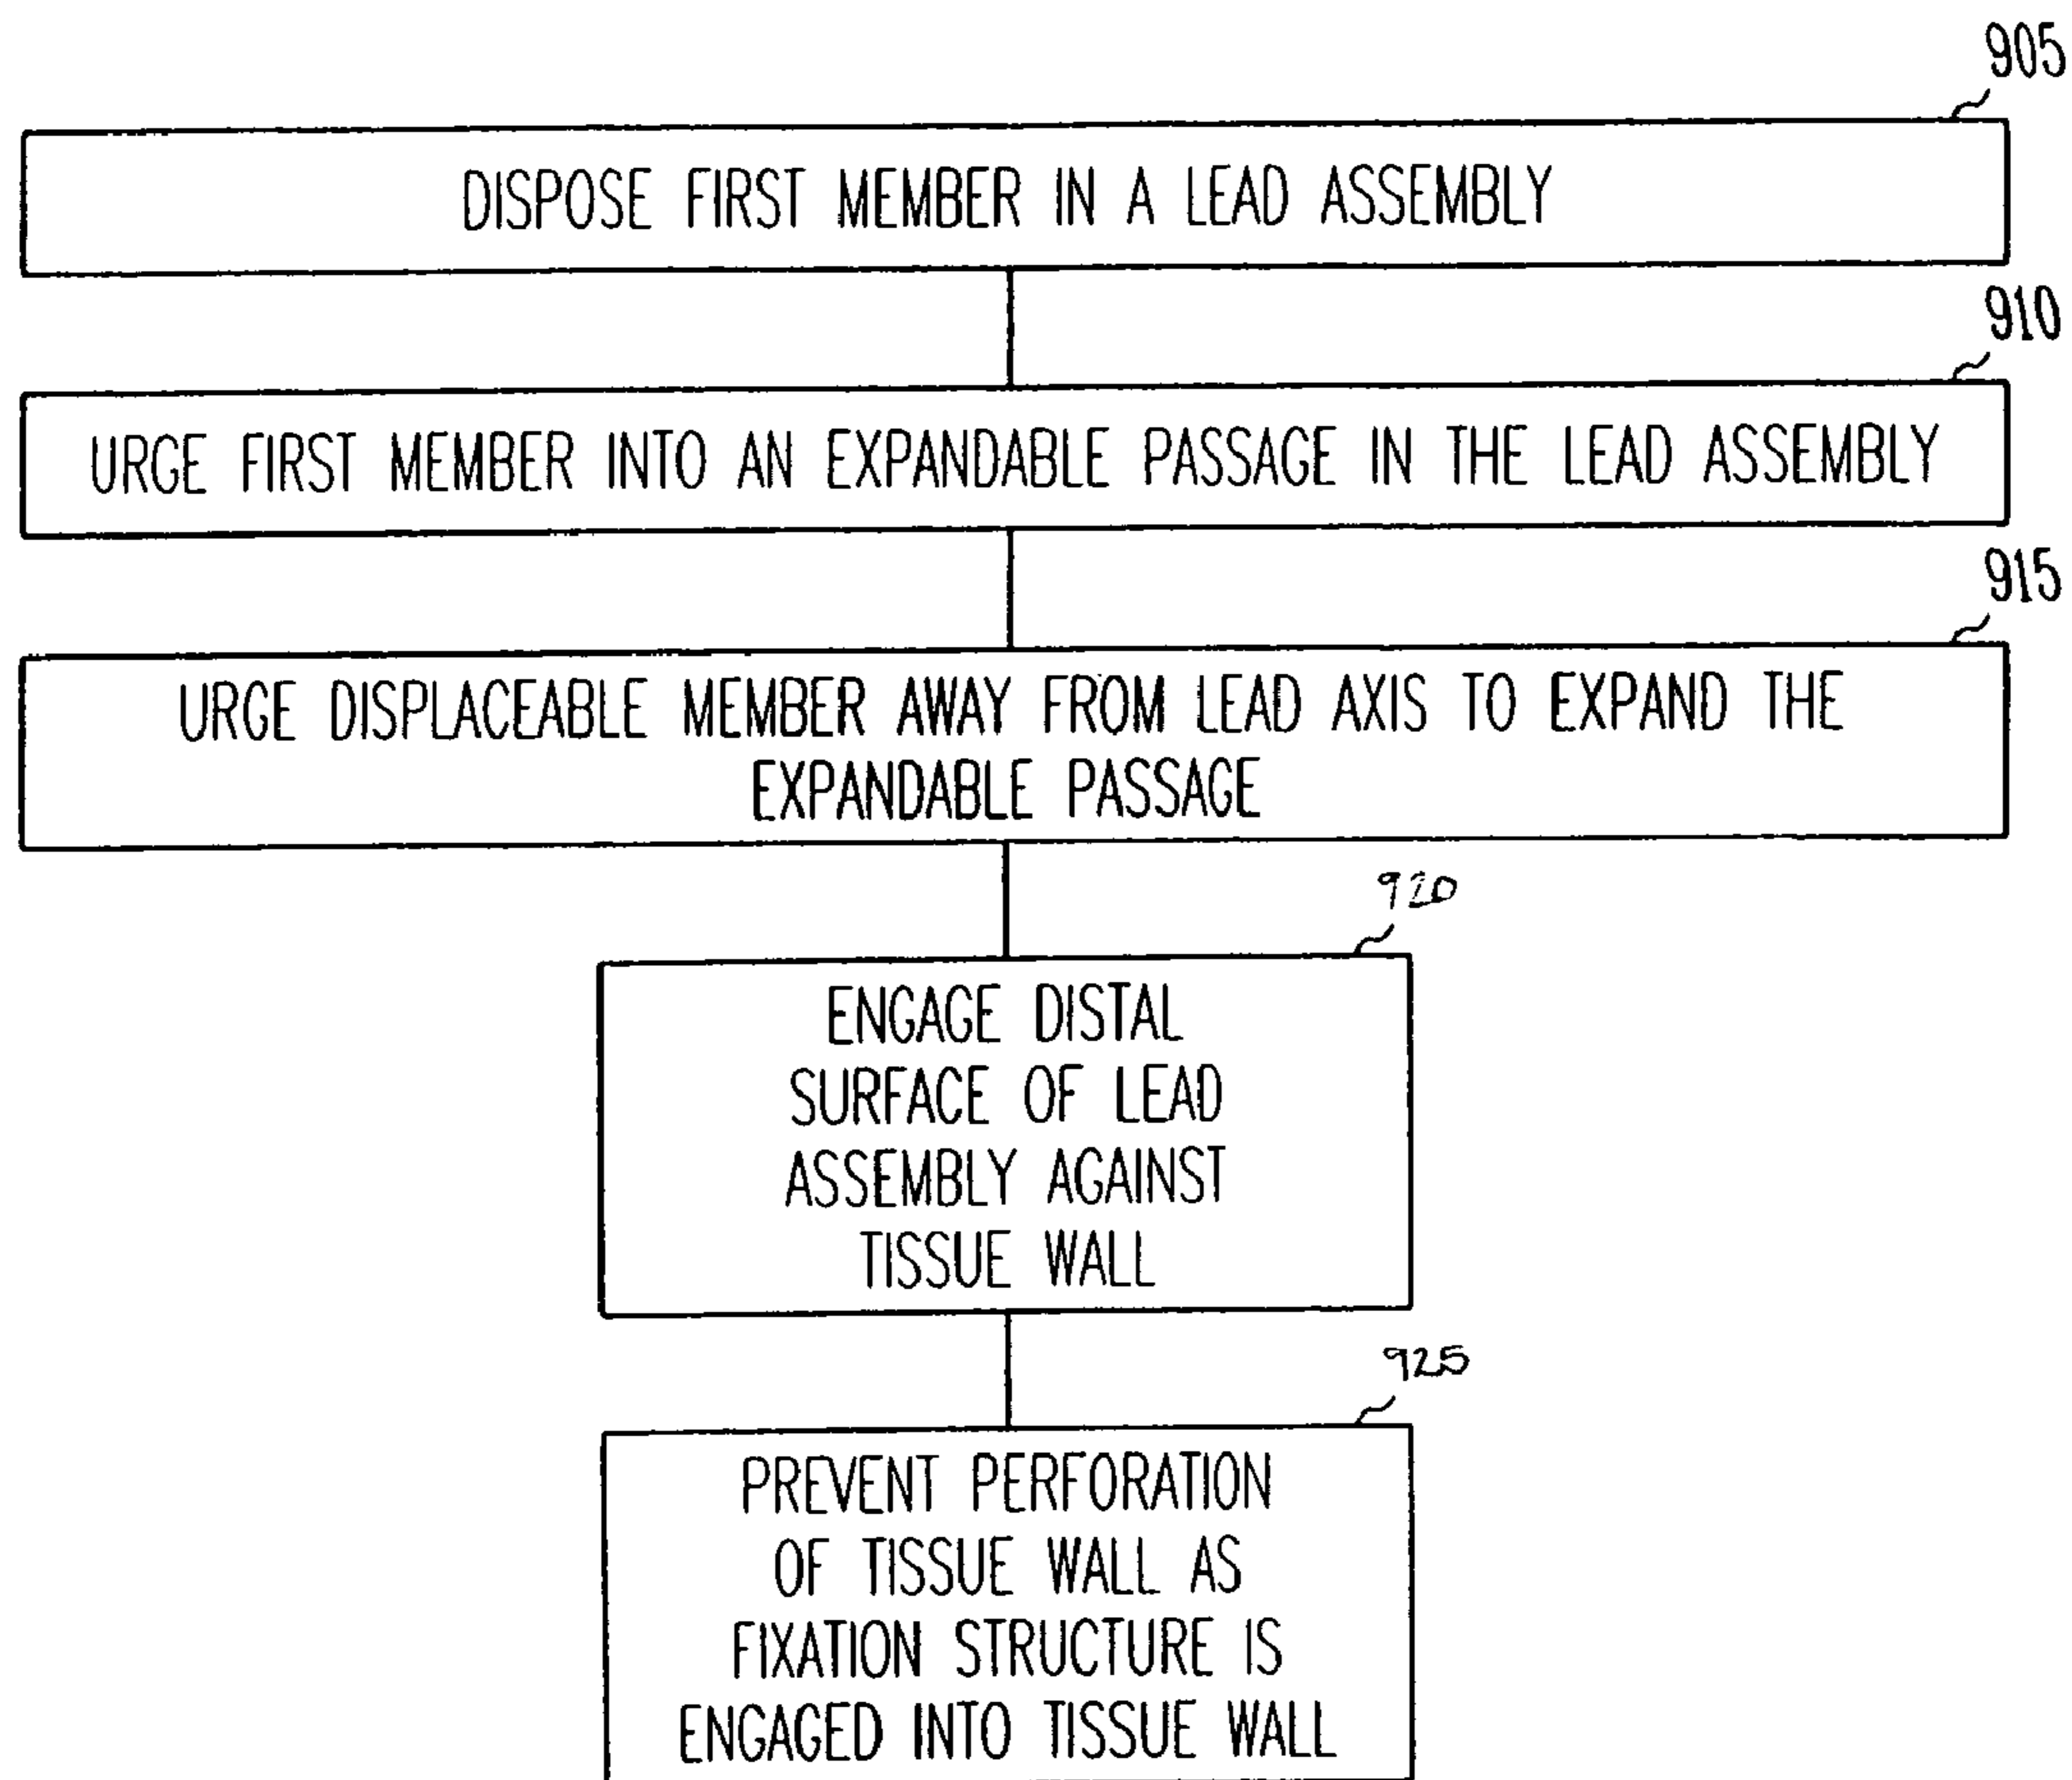 905
DISPOSE FIRST MEMBER IN A LEAD ASSEMBLY
910
URGE FIRST MEMBER INTO AN EXPANDABLE PASSAGE IN THE LEAD ASSEMBLY
915
URGE DISPLACEABLE MEMBER AWAY FROM LEAD AXIS TO EXPAND THE
EXPANDABLE PASSAGE
920
ENGAGE DISTAL
SURFACE OF LEAD
ASSEMBLY AGAINST
TISSUE WALL
925
PREVENT PERFORATION
OF TISSUE WALL AS
FIXATION STRUCTURE IS
ENGAGED INTO TISSUE WALL